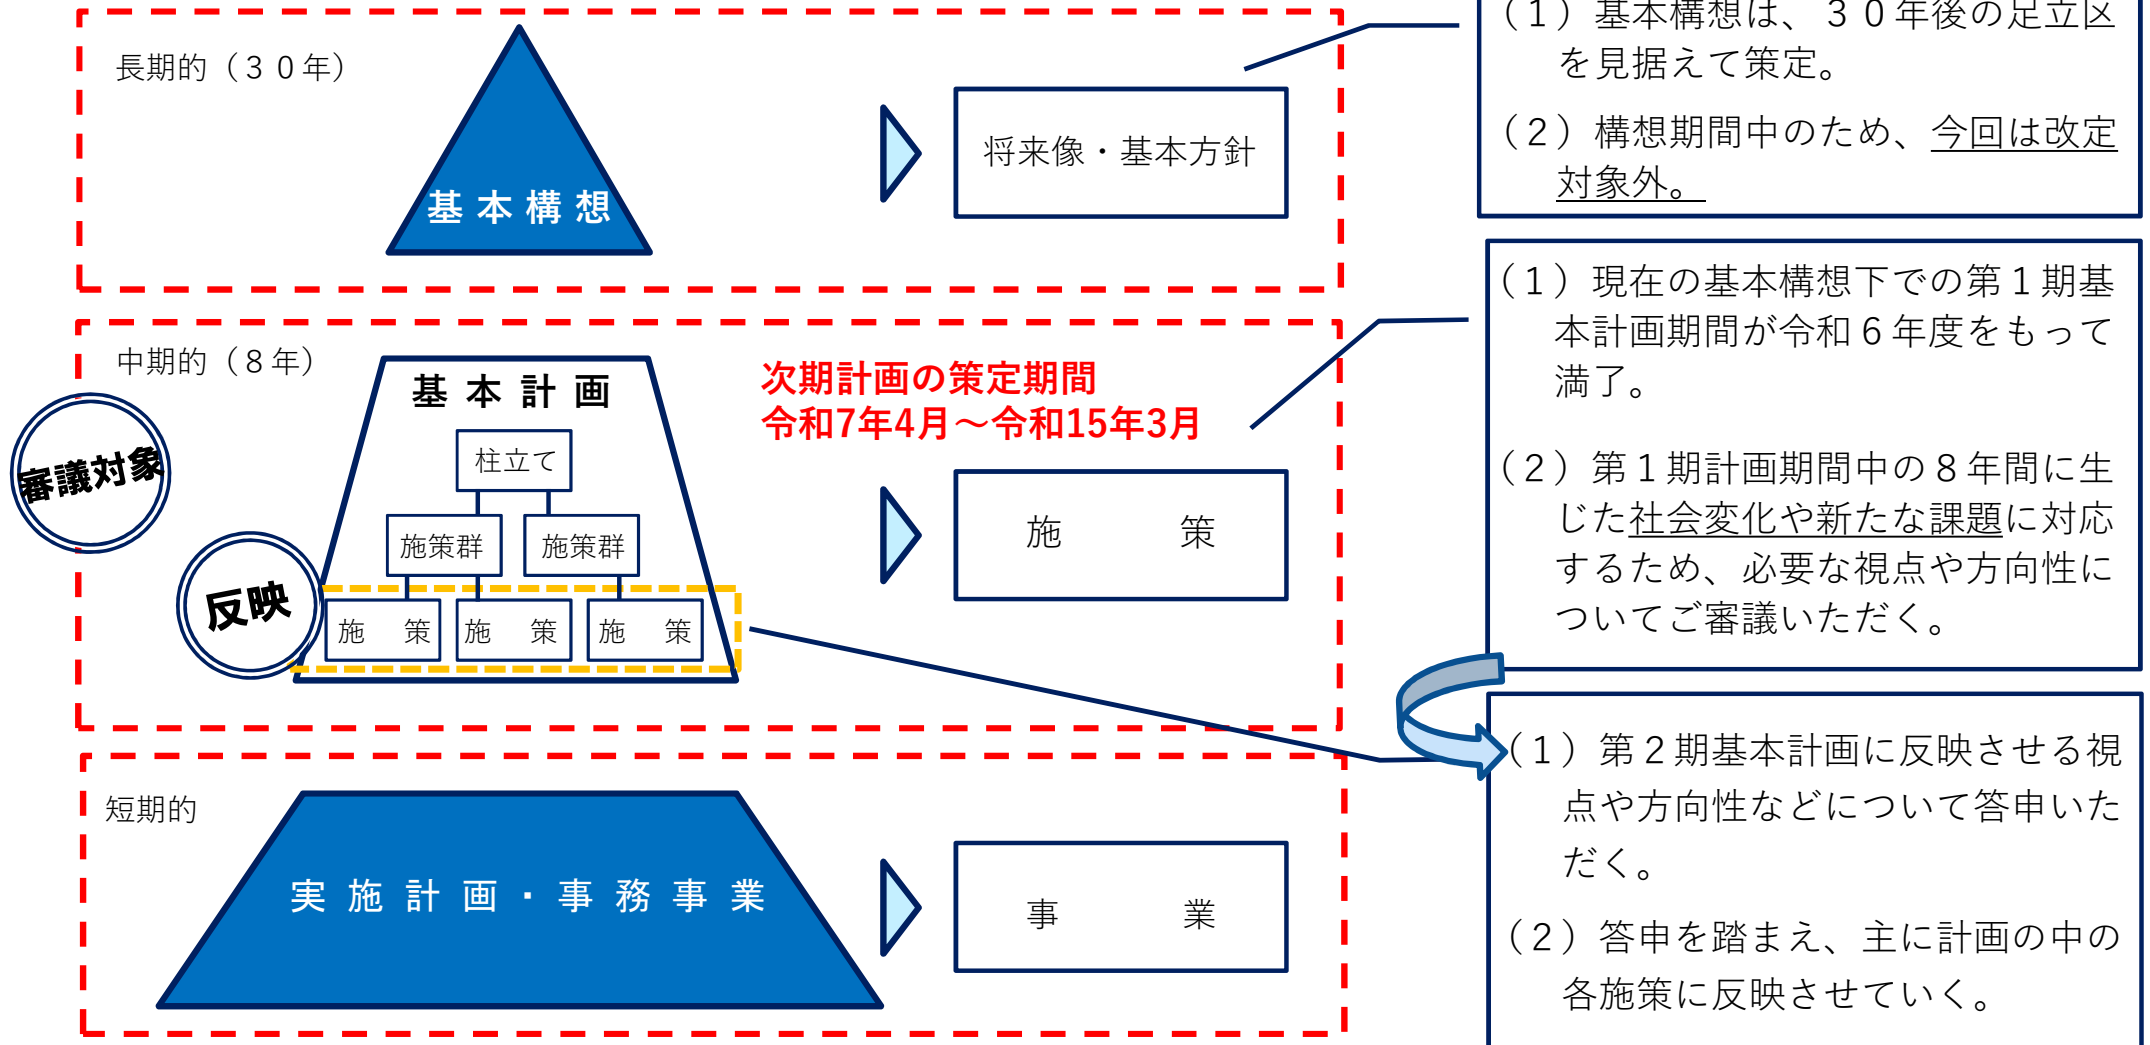 長期的（３０年）
基本構想
将来像・基本方針
（１）基本構想は、３０年後の足立区
を見据えて策定。
（２）構想期間中のため、今回は改定
対象外。
中期的（８年）
審議対象
反映
基本計画
柱立て
施策群
施策群
施　策
施　策
施　策
次期計画の策定期間
令和7年4月～令和15年3月
施　　　策
（１）現在の基本構想下での第１期基
本計画期間が令和６年度をもって
満了。
（２）第１期計画期間中の８年間に生
じた社会変化や新たな課題に対応
するため、必要な視点や方向性に
ついてご審議いただく。
短期的
実施計画・事務事業
事　　　業
（１）第２期基本計画に反映させる視
点や方向性などについて答申いた
だく。
（２）答申を踏まえ、主に計画の中の
各施策に反映させていく。